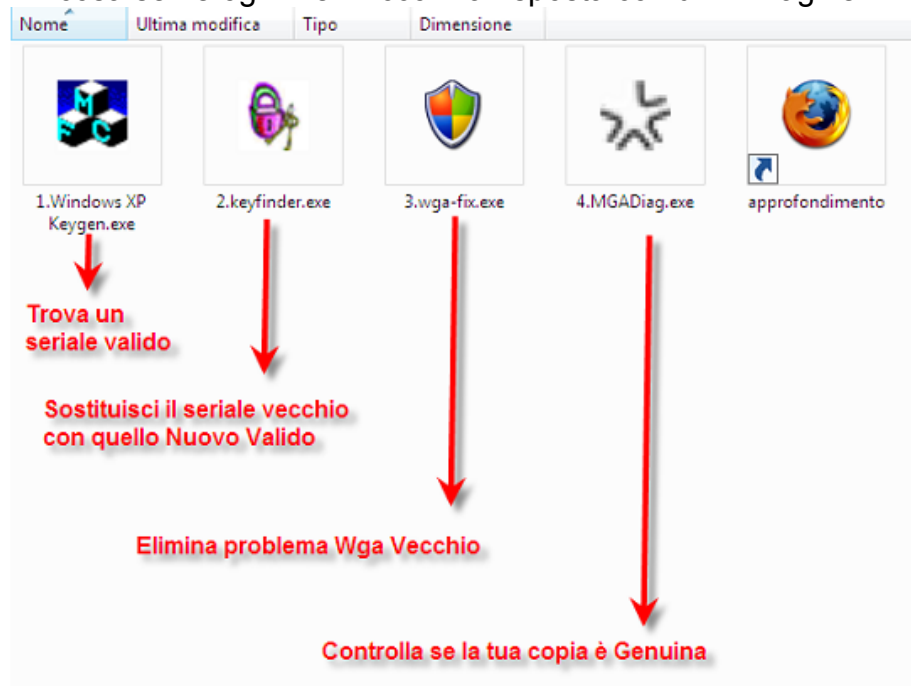 Nome Ultima modifica Tipo Dimensione
M
F C
1.Windows XP Keygen.exe
2.keyfinder.exe
3.wga-fix.exe
4.MGADiag.exe
approfondimento
Trova un
seriale valido
Sostituisci il seriale vecchio
con quello Nuovo Valido
Elimina problema Wga Vecchio
Controlla se la tua copia è Genuina